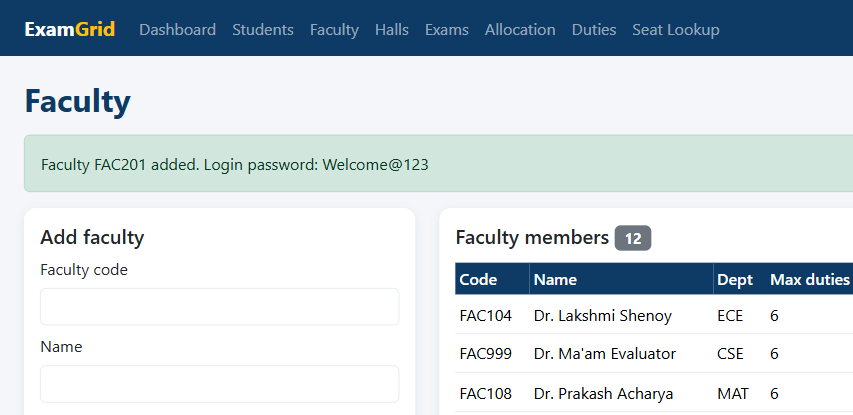 ExamGrid Dashboard Students Faculty Halls Exams Allocation Duties Seat Lookup
Faculty
Faculty FAC201 added. Login password: Welcome@123
Add faculty
Faculty code
Name
Faculty members 12
Code Name Dept Max duties
FAC104 Dr. Lakshmi Shenoy ECE 6
FAC999 Dr. Ma'am Evaluator CSE 6
FAC108 Dr. Prakash Acharya MAT 6